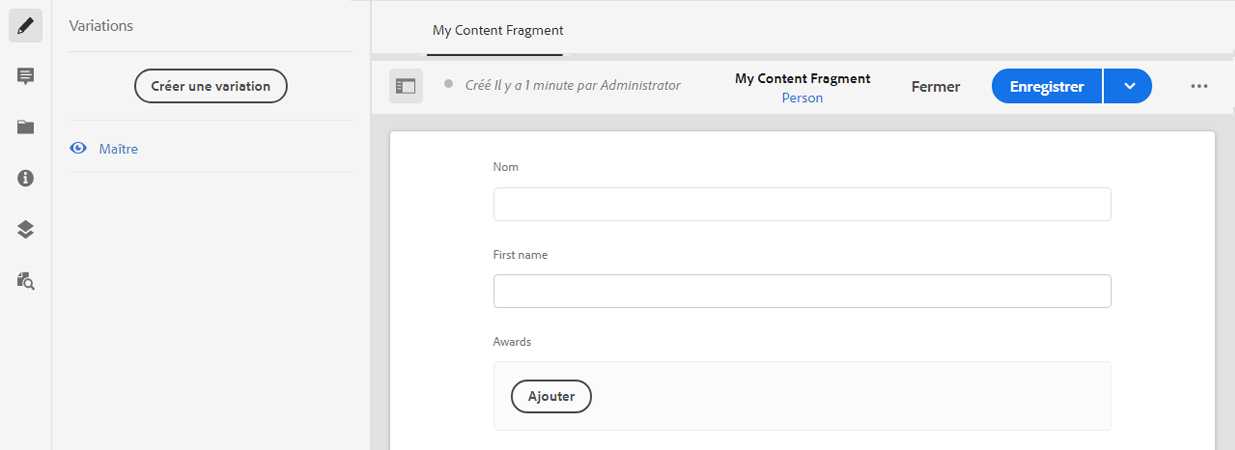 Variations
Créer une variation
Maître
My Content Fragment
Créé Il y a 1 minute par Administrator
My Content Fragment
Person
Fermer
Enregistrer
Nom
First name
Awards
Ajouter